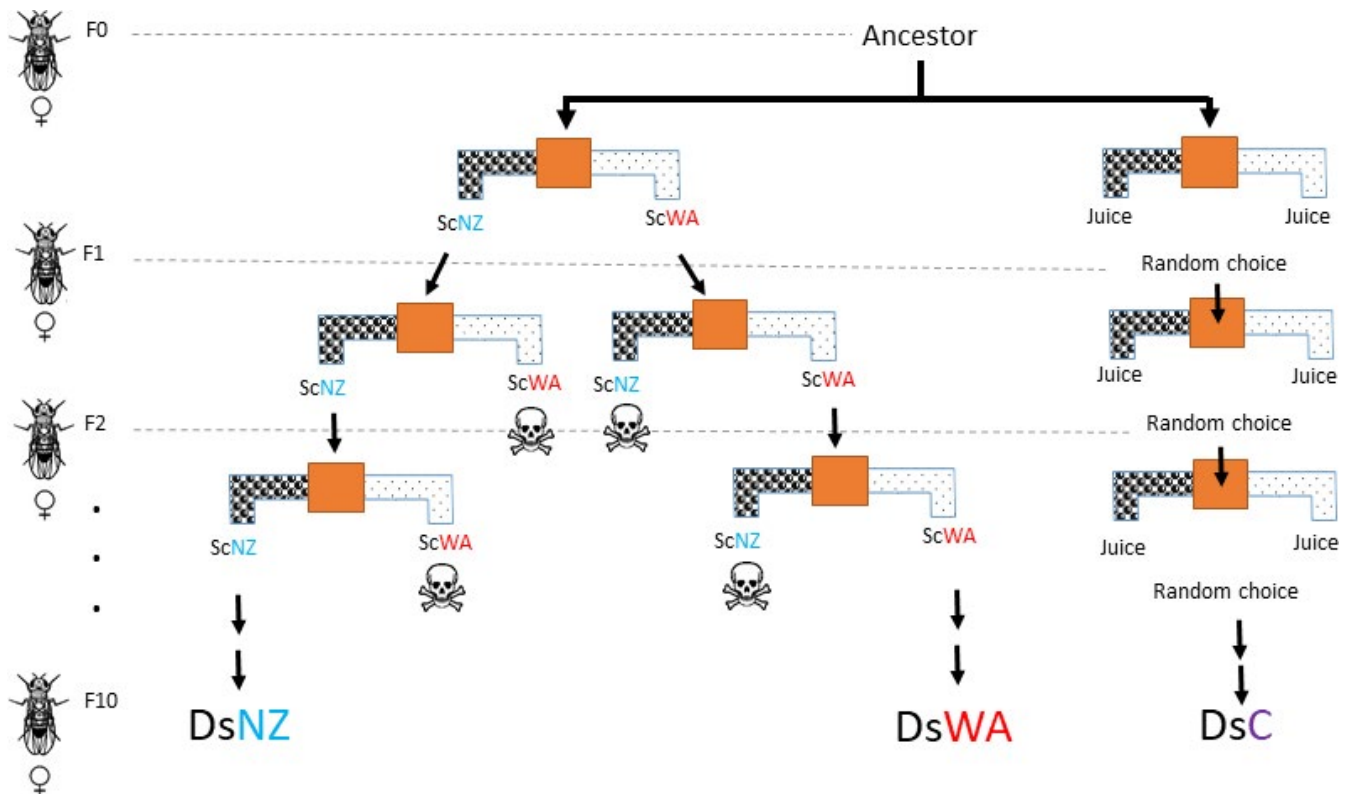 F0
Ancestor
♀
ScNZ
ScWA
Juice
Juice
F1
Random choice
♀
ScNZ
ScWA
ScNZ
ScWA
Juice
Juice
F2
Random choice
♀
ScNZ
ScWA
ScNZ
ScWA
Juice
Juice
Random choice
F10
DsNZ
DsWA
DsC
♀